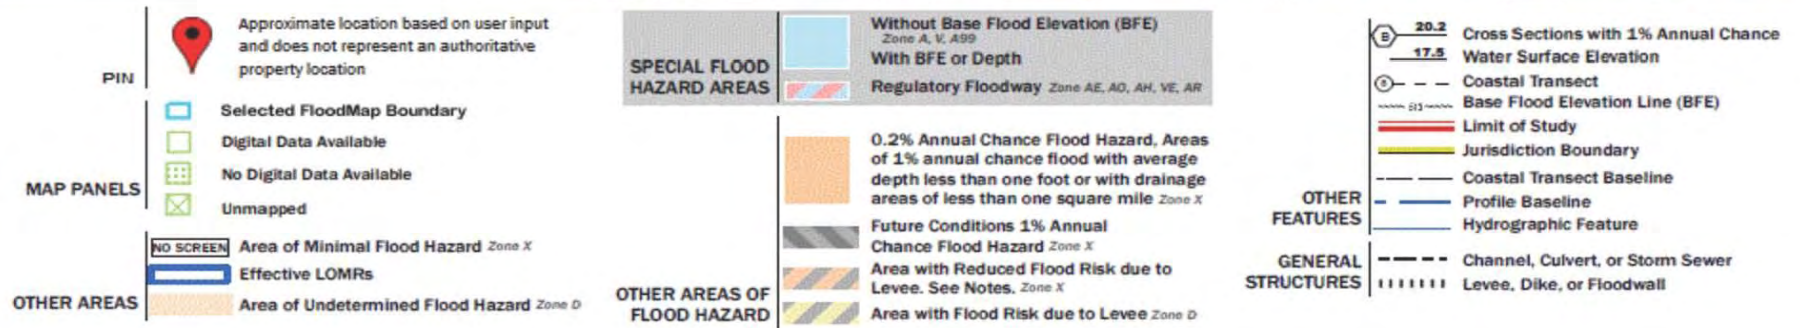 PIN
Approximate location based on user input
and does not represent an authoritative
property location
MAP PANELS
Selected FloodMap Boundary
Digital Data Available
No Digital Data Available
Unmapped
OTHER AREAS
NO SCREEN Area of Minimal Flood Hazard Zone X
Effective LOMRs
Area of Undetermined Flood Hazard Zone D
SPECIAL FLOOD
HAZARD AREAS
Without Base Flood Elevation (BFE)
Zone A, V, A99
With BFE or Depth
Regulatory Floodway Zone AE, AO, AH, VE, AR
OTHER AREAS OF
FLOOD HAZARD
0.2% Annual Chance Flood Hazard, Areas
of 1% annual chance flood with average
depth less than one foot or with drainage
areas of less than one square mile Zone X
Future Conditions 1% Annual
Chance Flood Hazard Zone X
Area with Reduced Flood Risk due to
Levee. See Notes. Zone X
Area with Flood Risk due to Levee Zone D
OTHER
FEATURES
B 20.2 Cross Sections with 1% Annual Chance
17.5 Water Surface Elevation
Coastal Transect
Base Flood Elevation Line (BFE)
Limit of Study
Jurisdiction Boundary
Coastal Transect Baseline
Profile Baseline
Hydrographic Feature
GENERAL
STRUCTURES
Channel, Culvert, or Storm Sewer
Levee, Dike, or Floodwall